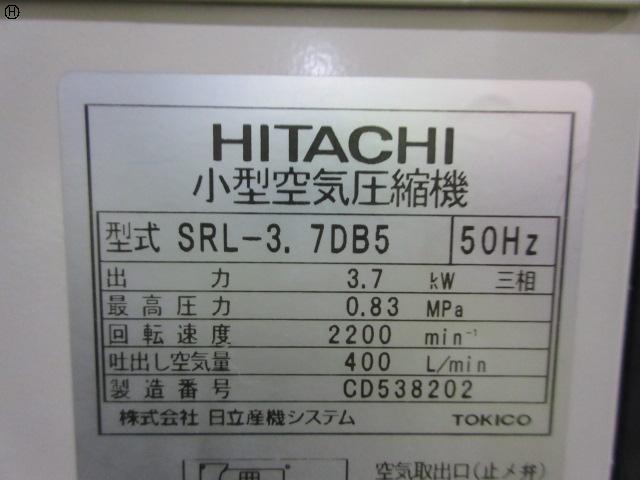 H
HITACHI
小型空気圧縮機
型式 SRL-3.7DB5 50Hz
出力 3.7 kW 三相
最高圧力 0.83 MPa
回転速度 2200 min⁻¹
吐出し空気量 400 L/min
製造番号 CD538202
株式会社 日立産機システム TOKICO
空気取出口(止メ弁)